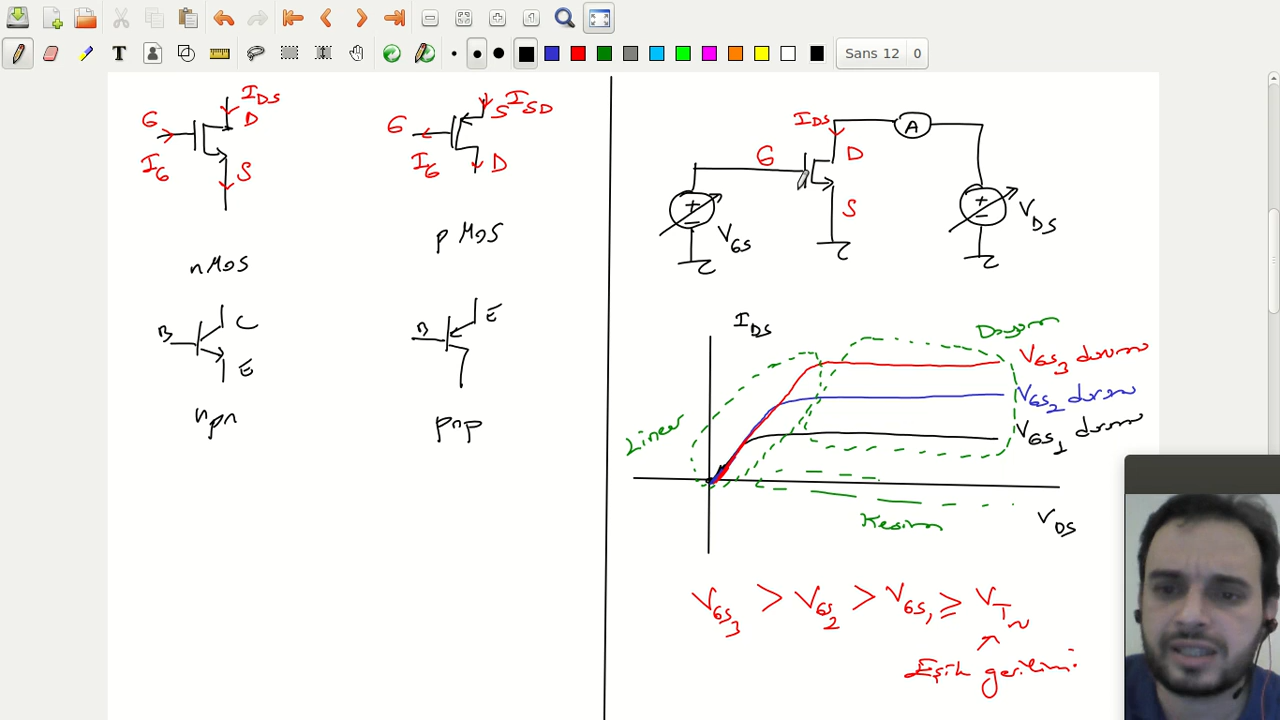 Sans 12
0
G
I_DS
D
I_G
S
nMOS
G
S
I_SD
I_G
D
pMOS
B
C
E
npn
B
E
pnp
I_DS
A
G
D
S
+
−
V_GS
+
−
V_DS
I_DS
Doyum
V_GS3 durumu
V_GS2 durumu
V_GS1 durumu
Lineer
Kesim
V_DS
V_GS3 > V_GS2 > V_GS1 ≥ V_TN
Eşik gerilimi